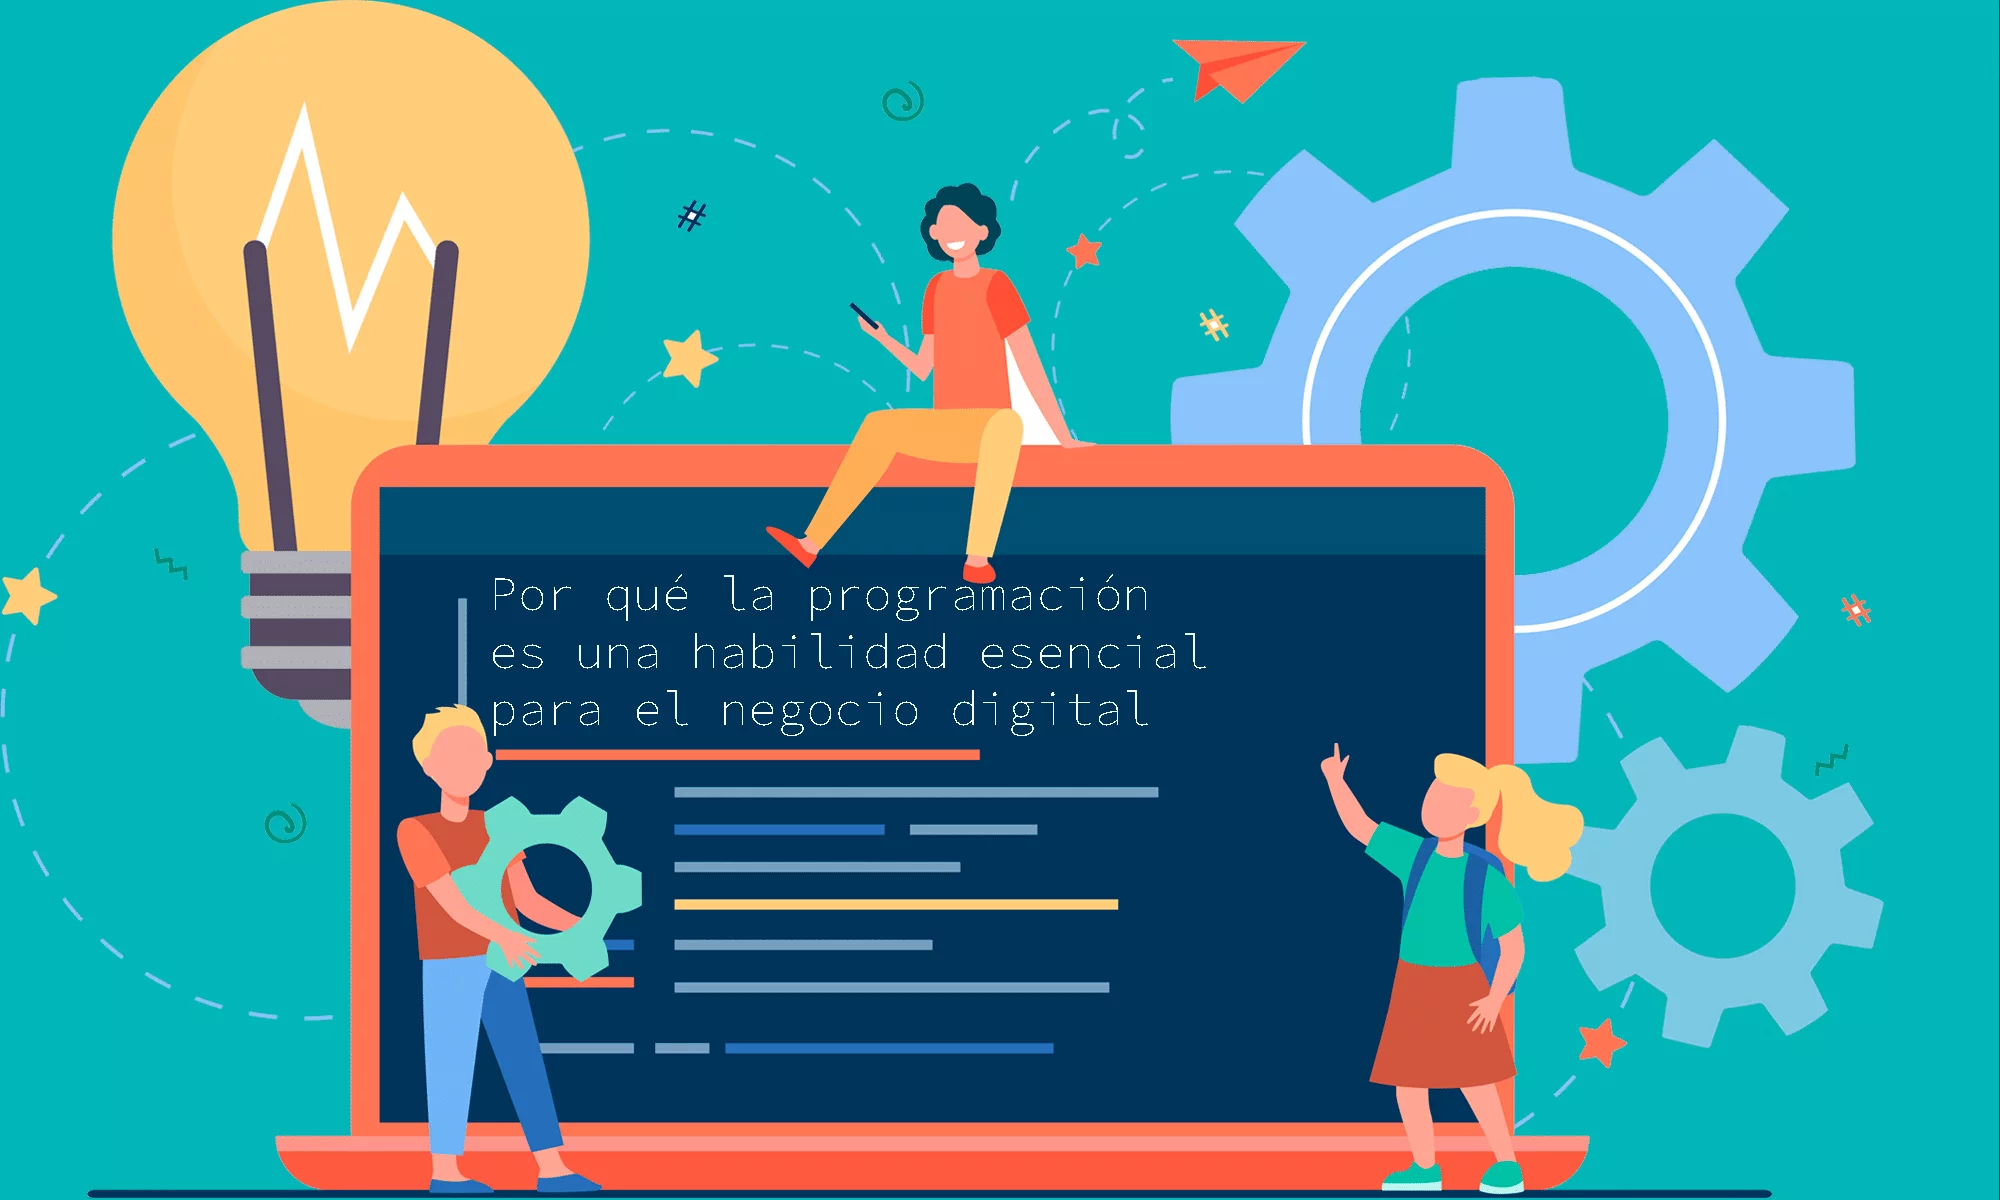 Por qué la programación
es una habilidad esencial
para el negocio digital